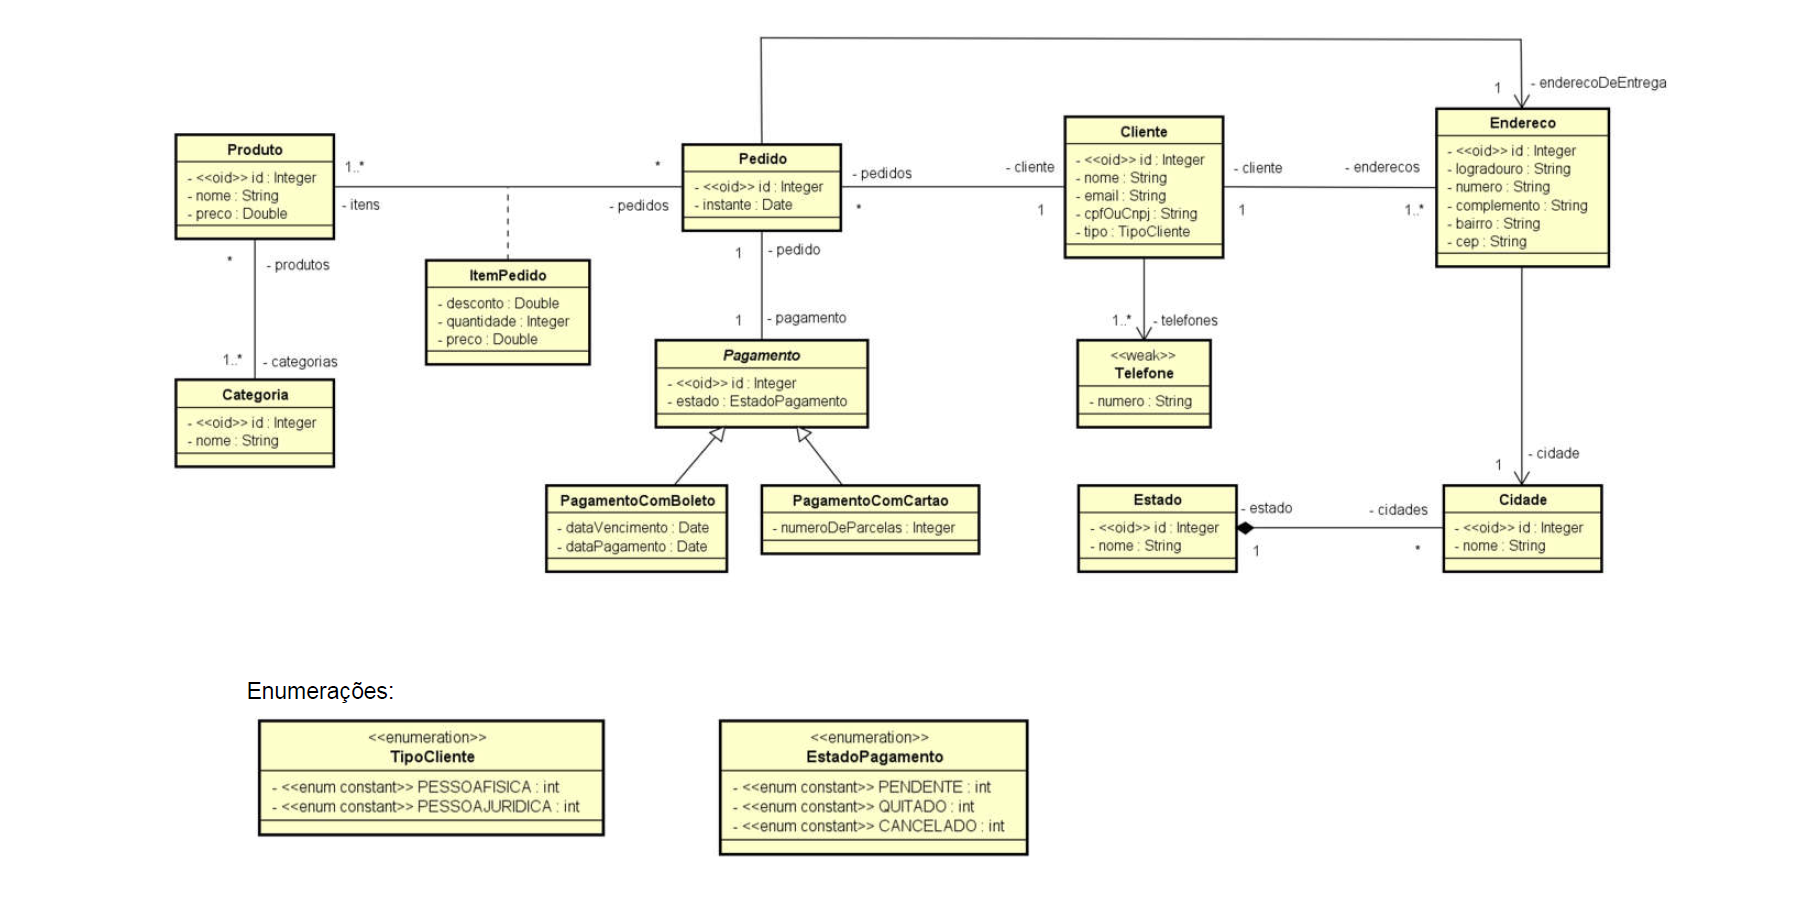 1
- enderecoDeEntrega
Produto
- <<oid>> id : Integer
- nome : String
- preco : Double
1..*
- itens
*
- pedidos
Pedido
- <<oid>> id : Integer
- instante : Date
- pedidos
*
- cliente
1
Cliente
- <<oid>> id : Integer
- nome : String
- email : String
- cpfOuCnpj : String
- tipo : TipoCliente
- cliente
1
- enderecos
1..*
Endereco
- <<oid>> id : Integer
- logradouro : String
- numero : String
- complemento : String
- bairro : String
- cep : String
*
- produtos
ItemPedido
- desconto : Double
- quantidade : Integer
- preco : Double
1
- pedido
1
- pagamento
1..*
- telefones
1..*
- categorias
Categoria
- <<oid>> id : Integer
- nome : String
Pagamento
- <<oid>> id : Integer
- estado : EstadoPagamento
<<weak>>
Telefone
- numero : String
1
- cidade
PagamentoComBoleto
- dataVencimento : Date
- dataPagamento : Date
PagamentoComCartao
- numeroDeParcelas : Integer
Estado
- <<oid>> id : Integer
- nome : String
- estado
1
- cidades
*
Cidade
- <<oid>> id : Integer
- nome : String
Enumerações:
<<enumeration>>
TipoCliente
- <<enum constant>> PESSOAFISICA : int
- <<enum constant>> PESSOAJURIDICA : int
<<enumeration>>
EstadoPagamento
- <<enum constant>> PENDENTE : int
- <<enum constant>> QUITADO : int
- <<enum constant>> CANCELADO : int